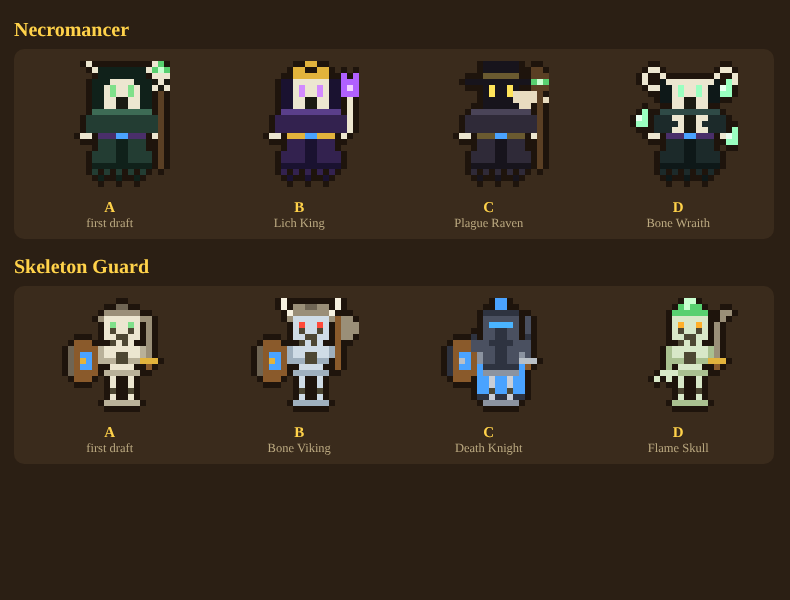 Necromancer
A
first draft
B
Lich King
C
Plague Raven
D
Bone Wraith
Skeleton Guard
A
first draft
B
Bone Viking
C
Death Knight
D
Flame Skull